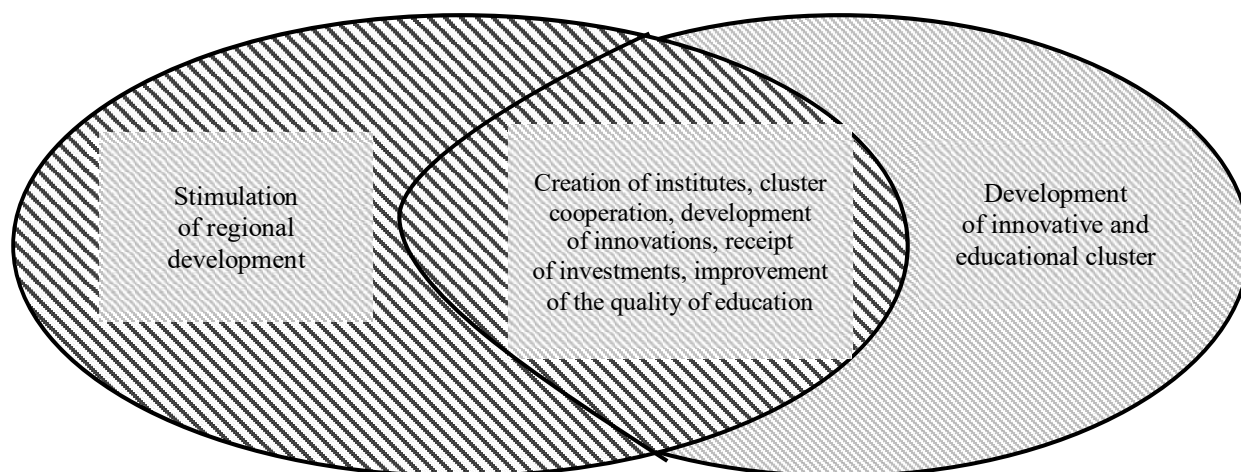 Stimulation
of regional
development
Creation of institutes, cluster
cooperation, development
of innovations, receipt
of investments, improvement
of the quality of education
Development
of innovative and
educational cluster